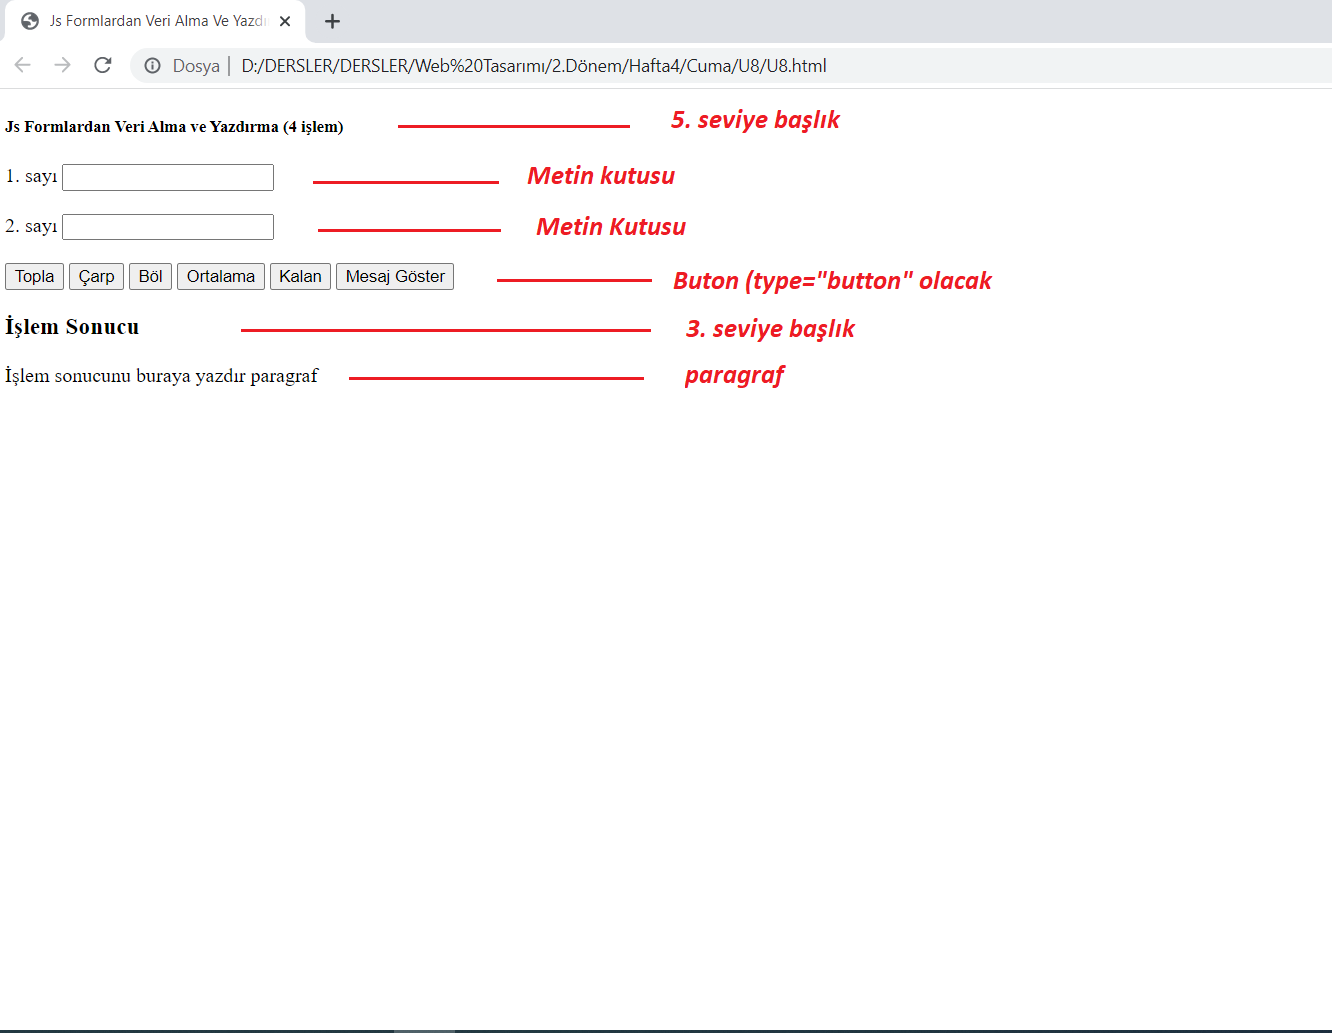 Js Formlardan Veri Alma Ve Yazdı
Dosya | D:/DERSLER/DERSLER/Web%20Tasarımı/2.Dönem/Hafta4/Cuma/U8/U8.html
Js Formlardan Veri Alma ve Yazdırma (4 işlem) 5. seviye başlık
1. sayı Metin kutusu
2. sayı Metin Kutusu
Topla Çarp Böl Ortalama Kalan Mesaj Göster Buton (type="button" olacak
İşlem Sonucu 3. seviye başlık
İşlem sonucunu buraya yazdır paragraf paragraf